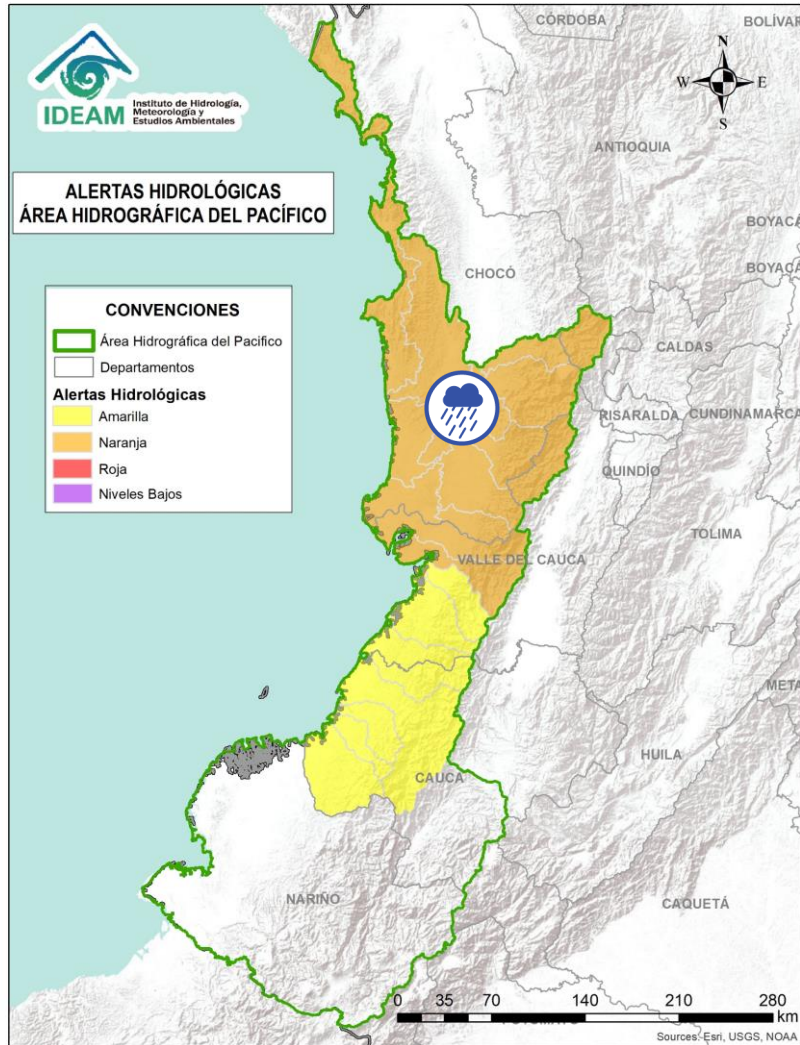 IDEAM
Instituto de Hidrología,
Meteorología y
Estudios Ambientales
ALERTAS HIDROLÓGICAS
ÁREA HIDROGRÁFICA DEL PACÍFICO
CONVENCIONES
Área Hidrográfica del Pacifico
Departamentos
Alertas Hidrológicas
Amarilla
Naranja
Roja
Niveles Bajos
CÓRDOBA
BOLÍVAR
N
W
E
S
ANTIOQUIA
BOYACÁ
CHOCÓ
BOYACÁ
CALDAS
RISARALDA
CUNDINAMARCA
QUINDÍO
TOLIMA
VALLE DEL CAUCA
META
HUILA
CAUCA
NARIÑO
CAQUETÁ
0 35 70 140 210 280
km
Sources: Esri, USGS, NOAA